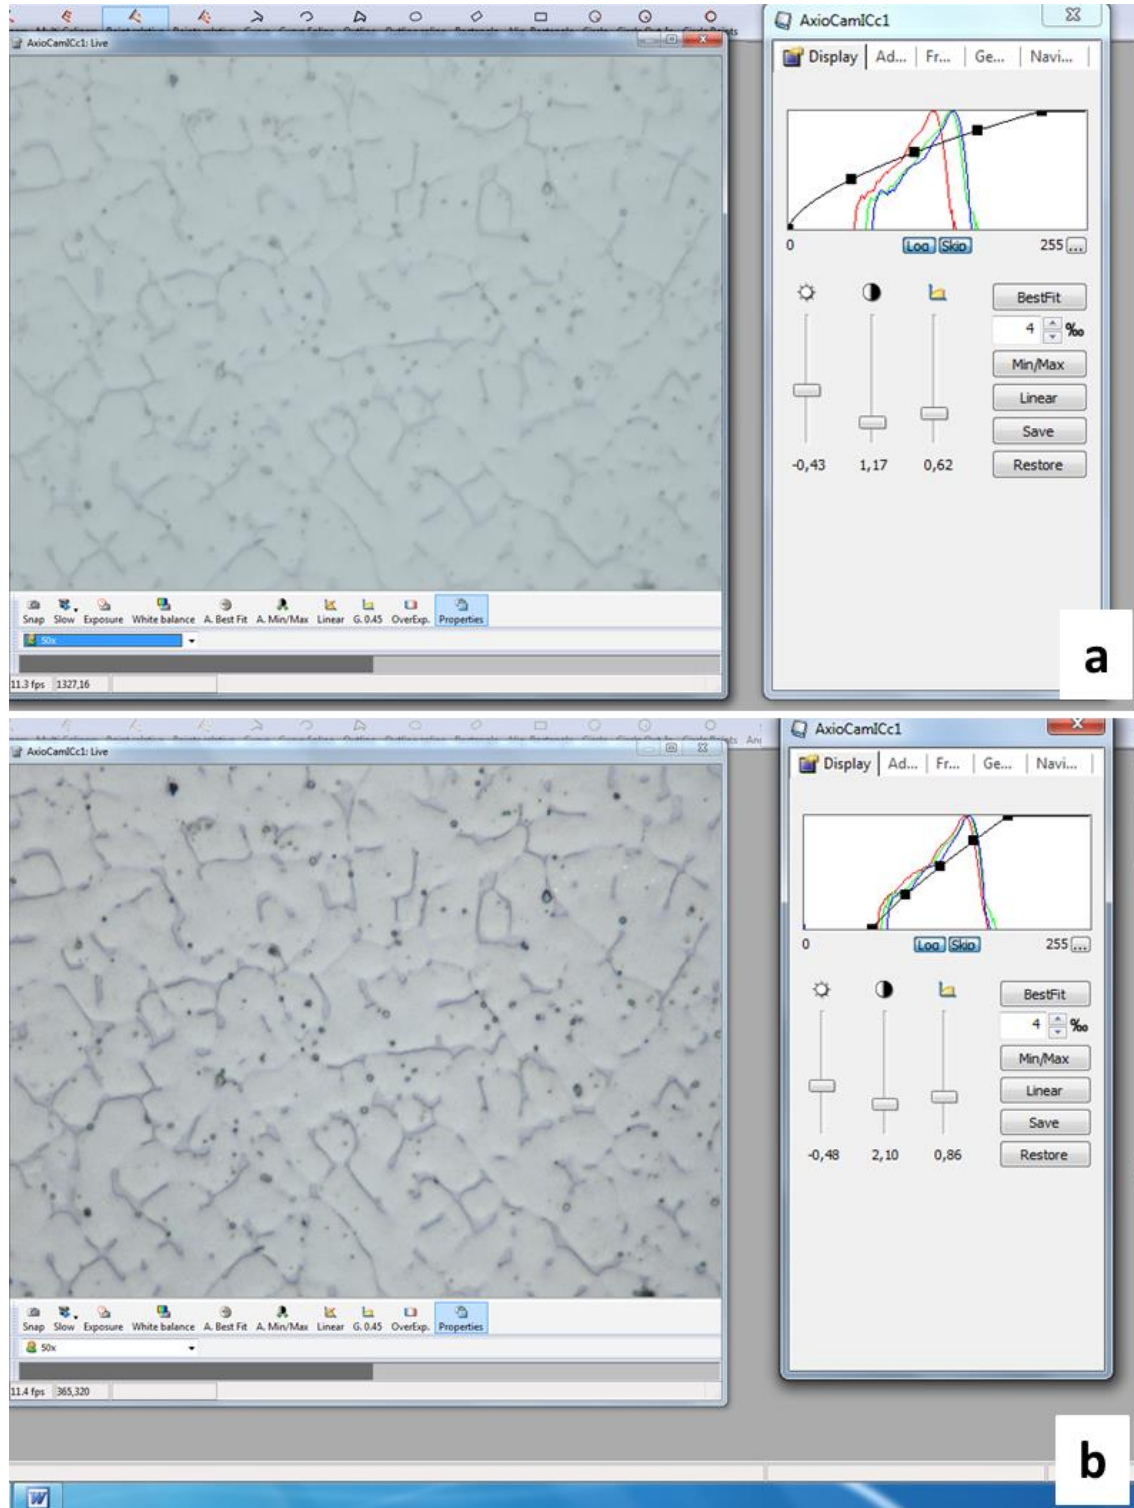 AxioCamICc1: Live
AxioCamICc1
Display Ad... Fr... Ge... Navi...
0 Log Skip 255 ...
BestFit
4 ‰
Min/Max
Linear
Save
-0,43 1,17 0,62 Restore
Snap Slow Exposure White balance A. Best Fit A. Min/Max Linear G. 0.45 OverExp. Properties
50x
11.3 fps 1327,16
a
AxioCamICc1: Live
AxioCamICc1
Display Ad... Fr... Ge... Navi...
0 Log Skip 255 ...
BestFit
4 ‰
Min/Max
Linear
Save
-0,48 2,10 0,86 Restore
Snap Slow Exposure White balance A. Best Fit A. Min/Max Linear G. 0.45 OverExp. Properties
50x
11.4 fps 365,320
b
W